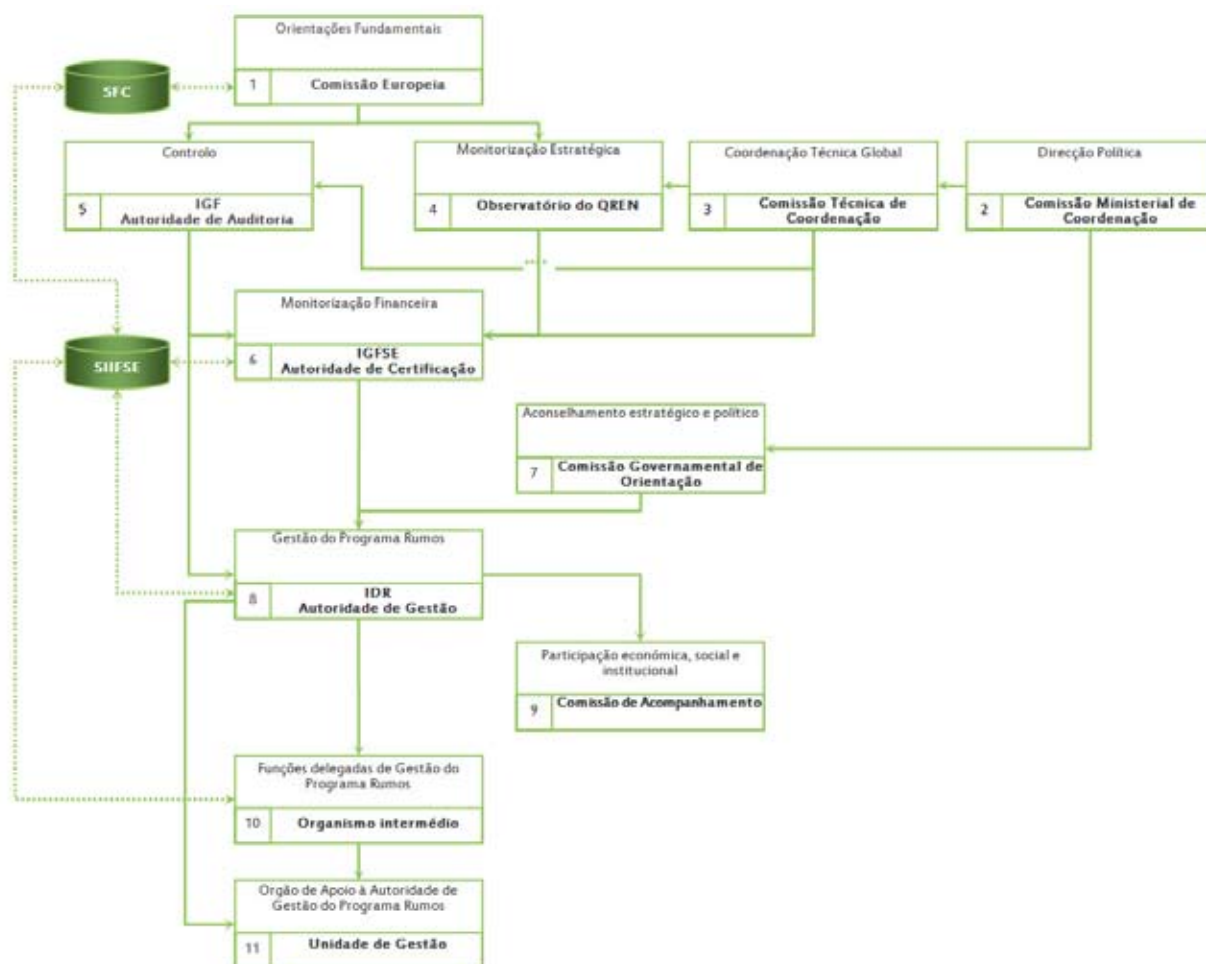 Orientações Fundamentais
1
Comissão Europeia
SFC
Controlo
5
IGF
Autoridade de Auditoria
Monitorização Estratégica
4
Observatório do QREN
Coordenação Técnica Global
3
Comissão Técnica de
Coordenação
Direcção Política
2
Comissão Ministerial de
Coordenação
Monitorização Financeira
6
IGFSE
Autoridade de Certificação
SIIFSE
Aconselhamento estratégico e político
7
Comissão Governamental de
Orientação
Gestão do Programa Rumos
8
IDR
Autoridade de Gestão
Participação económica, social e
institucional
9
Comissão de Acompanhamento
Funções delegadas de Gestão do
Programa Rumos
10
Organismo intermédio
Orgão de Apoio à Autoridade de
Gestão do Programa Rumos
11
Unidade de Gestão